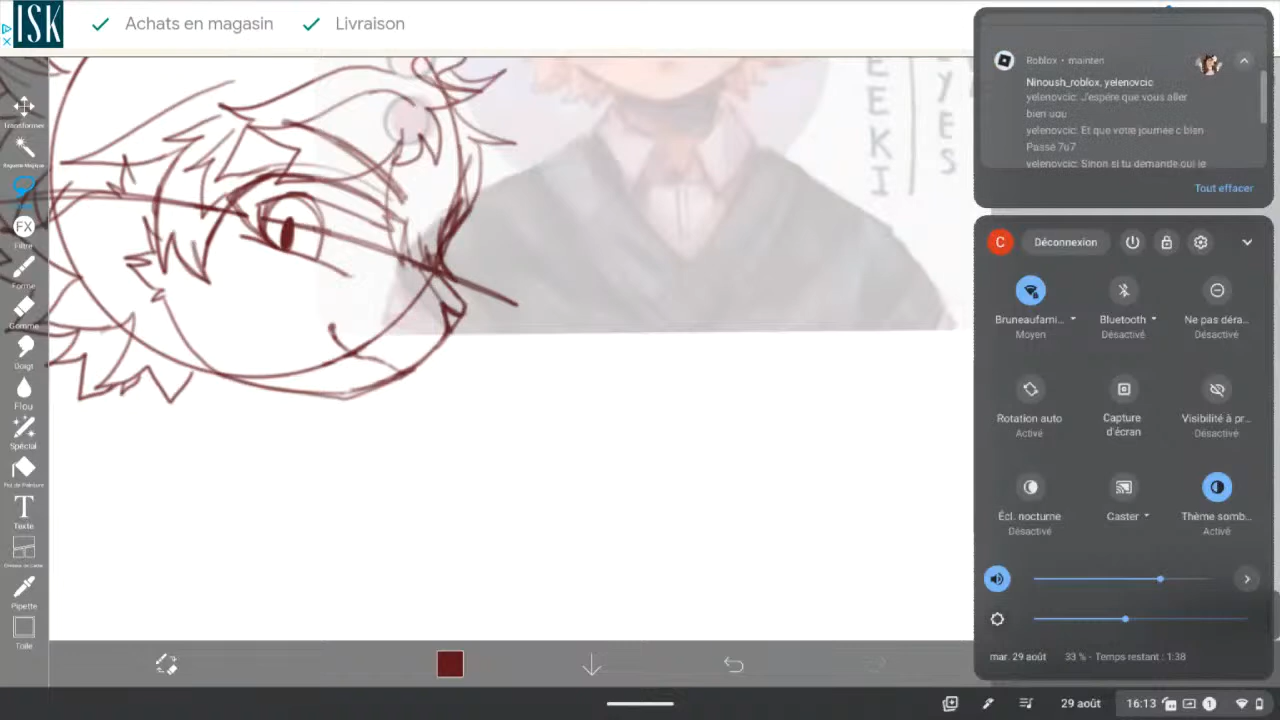 ISK
Achats en magasin
Livraison
Transformer
Baguette Magique
FX
Filtre
Forme
Gomme
Doigt
Flou
Spécial
Pot de Peinture
T
Texte
Pipette
Toile
E
K
I
Y
E
S
Roblox • mainten
Ninoush_roblox, yelenovcic
yelenovcic: J'espère que vous aller
bien uqu
yelenovcic: Et que votre journée c bien
Passé 7u7
yelenovcic: Sinon si tu demande qui je
Tout effacer
C
Déconnexion
Bruneaufami...
Moyen
Bluetooth
Désactivé
Ne pas déra...
Désactivé
Rotation auto
Activé
Capture
d'écran
Visibilité à pr...
Désactivé
Écl. nocturne
Désactivé
Caster
Thème somb...
Activé
mar. 29 août
33 % - Temps restant : 1:38
29 août
16:13
1